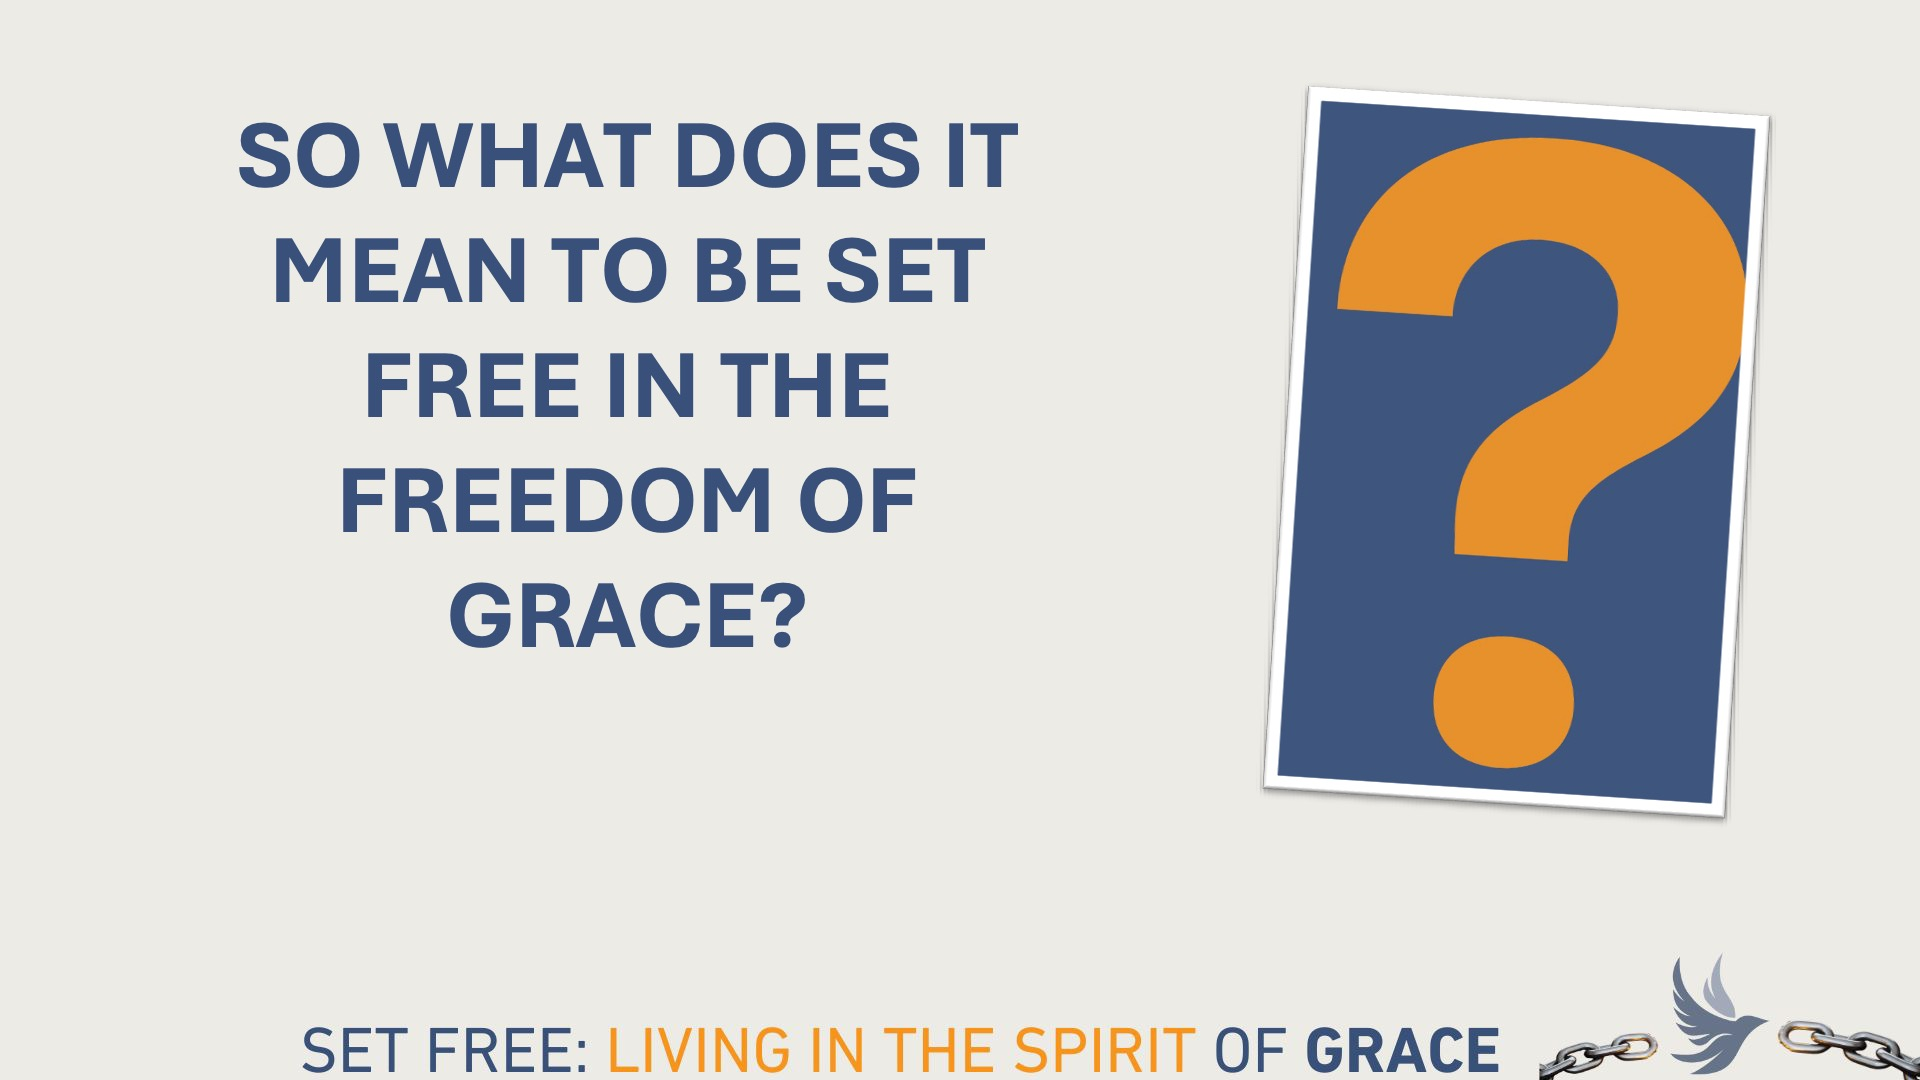 SO WHAT DOES IT
MEAN TO BE SET
FREE IN THE
FREEDOM OF
GRACE?
?
SET FREE: LIVING IN THE SPIRIT OF GRACE